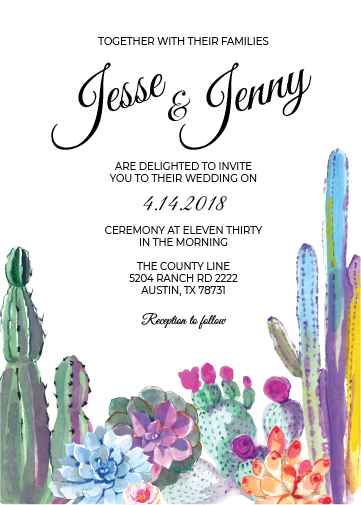 TOGETHER WITH THEIR FAMILIES
Jesse & Jenny
ARE DELIGHTED TO INVITE
YOU TO THEIR WEDDING ON
4.14.2018
CEREMONY AT ELEVEN THIRTY
IN THE MORNING
THE COUNTY LINE
5204 RANCH RD 2222
AUSTIN, TX 78731
Reception to follow